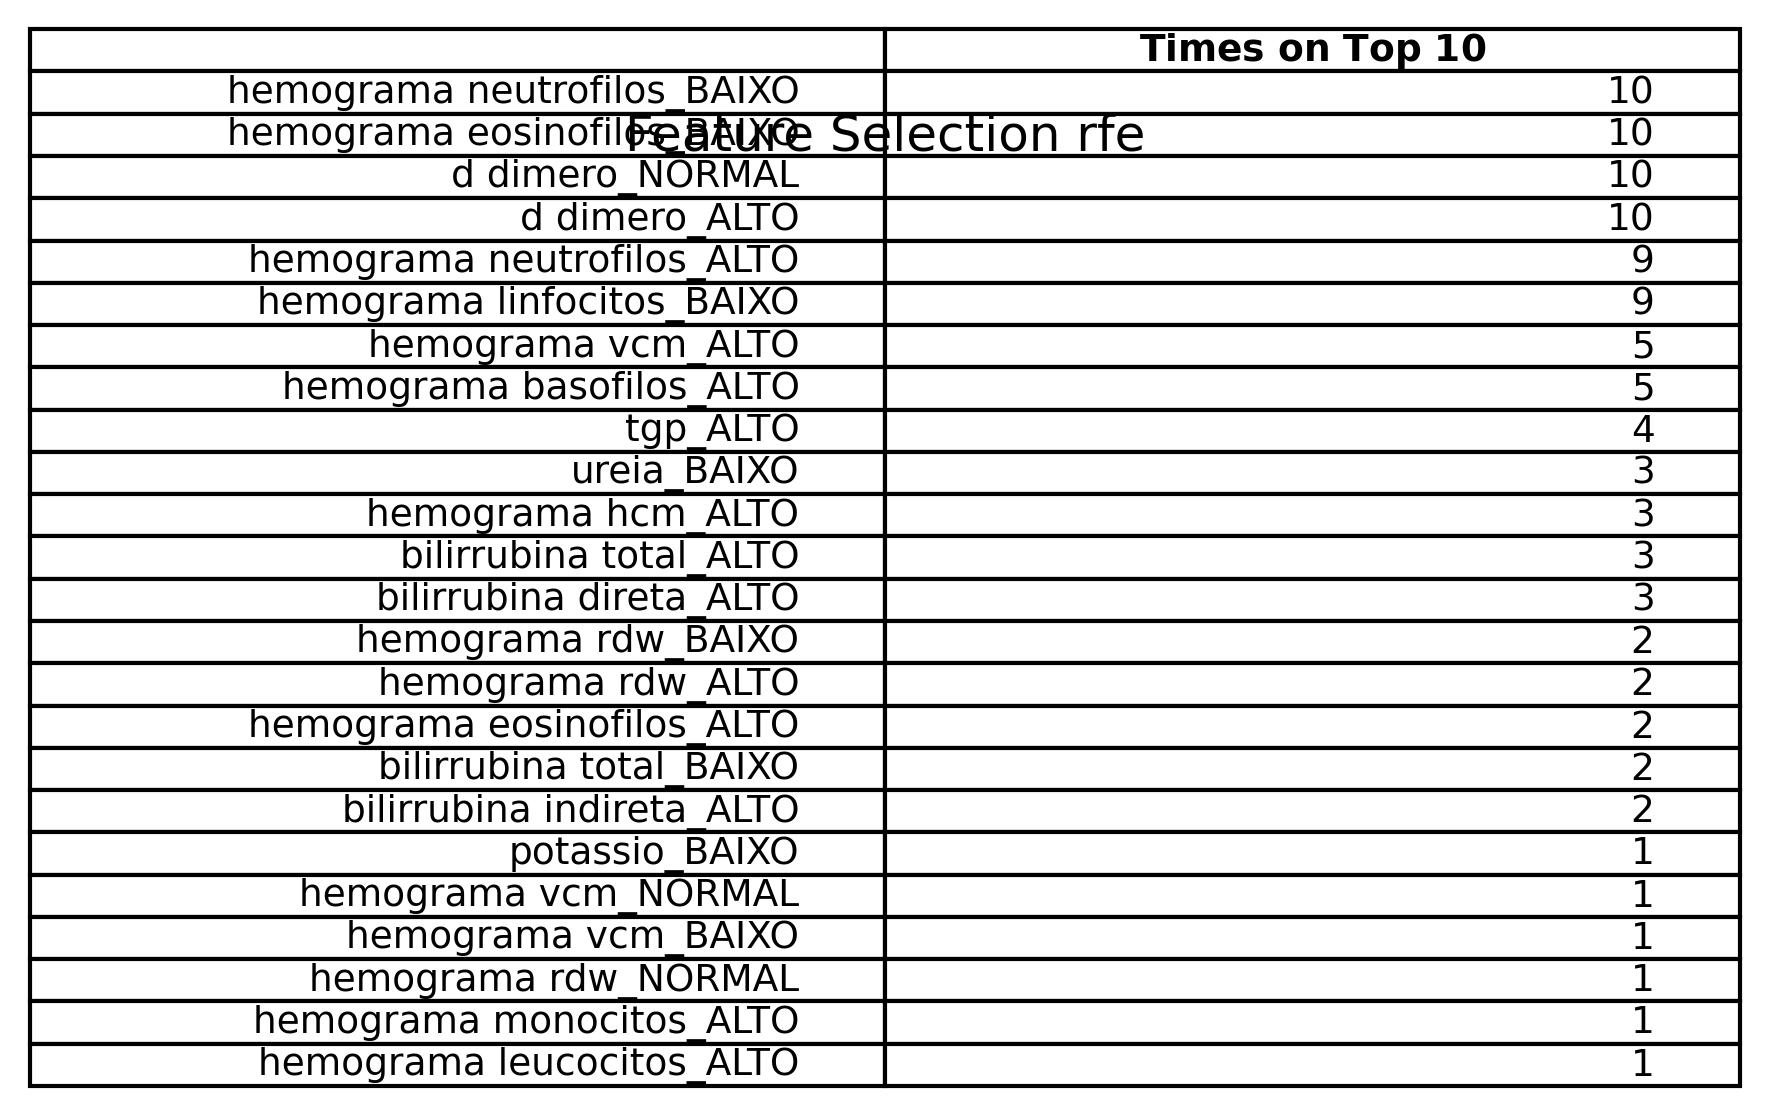 Times on Top 10
hemograma neutrofilos_BAIXO 10
hemograma eosinofilos_BAIXO 10
Feature Selection rfe
d dimero_NORMAL 10
d dimero_ALTO 10
hemograma neutrofilos_ALTO 9
hemograma linfocitos_BAIXO 9
hemograma vcm_ALTO 5
hemograma basofilos_ALTO 5
tgp_ALTO 4
ureia_BAIXO 3
hemograma hcm_ALTO 3
bilirrubina total_ALTO 3
bilirrubina direta_ALTO 3
hemograma rdw_BAIXO 2
hemograma rdw_ALTO 2
hemograma eosinofilos_ALTO 2
bilirrubina total_BAIXO 2
bilirrubina indireta_ALTO 2
potassio_BAIXO 1
hemograma vcm_NORMAL 1
hemograma vcm_BAIXO 1
hemograma rdw_NORMAL 1
hemograma monocitos_ALTO 1
hemograma leucocitos_ALTO 1